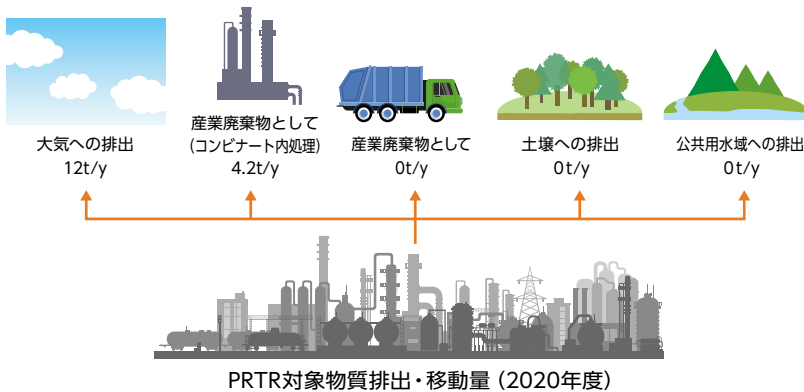 大気への排出
12t/y
産業廃棄物として
(コンビナート内処理)
4.2t/y
産業廃棄物として
0t/y
土壌への排出
0t/y
公共用水域への排出
0t/y
PRTR対象物質排出・移動量（2020年度）